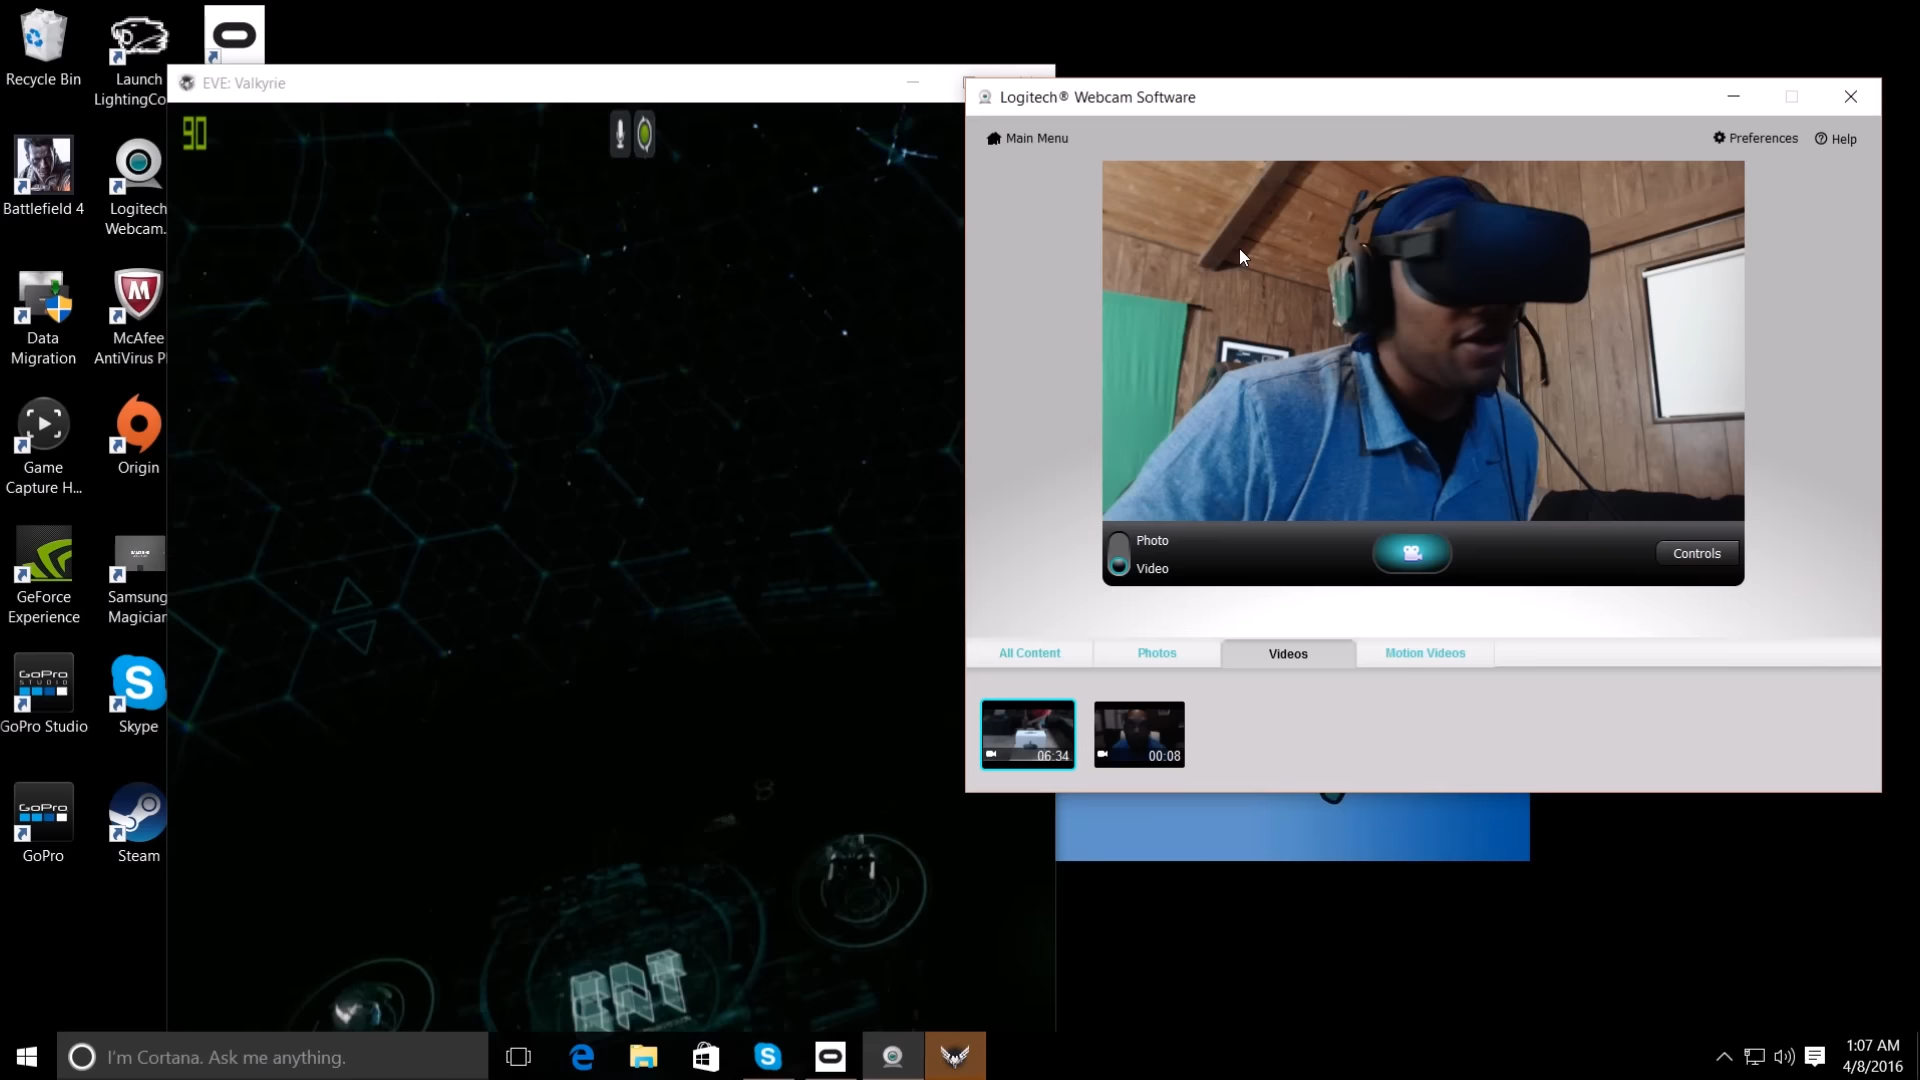 Recycle Bin
Launch
LightingCo
Battlefield 4
Logitech
Webcam.
Data
Migration
McAfee
AntiVirus P
Game
Capture H...
Origin
GeForce
Experience
Samsung
Magician
GoPro
STUDIO
GoPro Studio
Skype
GoPro
GoPro
Steam
EVE: Valkyrie
90
Logitech® Webcam Software
Main Menu
Preferences
Help
Photo
Video
Controls
All Content
Photos
Videos
Motion Videos
06:34
00:08
I'm Cortana. Ask me anything.
1:07 AM
4/8/2016